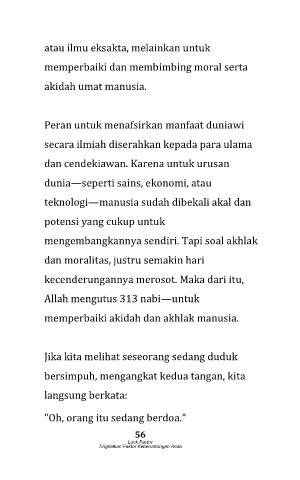 atau ilmu eksakta, melainkan untuk
memperbaiki dan membimbing moral serta
akidah umat manusia.
Peran untuk menafsirkan manfaat duniawi
secara ilmiah diserahkan kepada para ulama
dan cendekiawan. Karena untuk urusan
dunia—seperti sains, ekonomi, atau
teknologi—manusia sudah dibekali akal dan
potensi yang cukup untuk
mengembangkannya sendiri. Tapi soal akhlak
dan moralitas, justru semakin hari
kecenderungannya merosot. Maka dari itu,
Allah mengutus 313 nabi—untuk
memperbaiki akidah dan akhlak manusia.
Jika kita melihat seseorang sedang duduk
bersimpuh, mengangkat kedua tangan, kita
langsung berkata:
"Oh, orang itu sedang berdoa."
56
Luck Factor
Tingkatkan Faktor Keberuntungan Anda